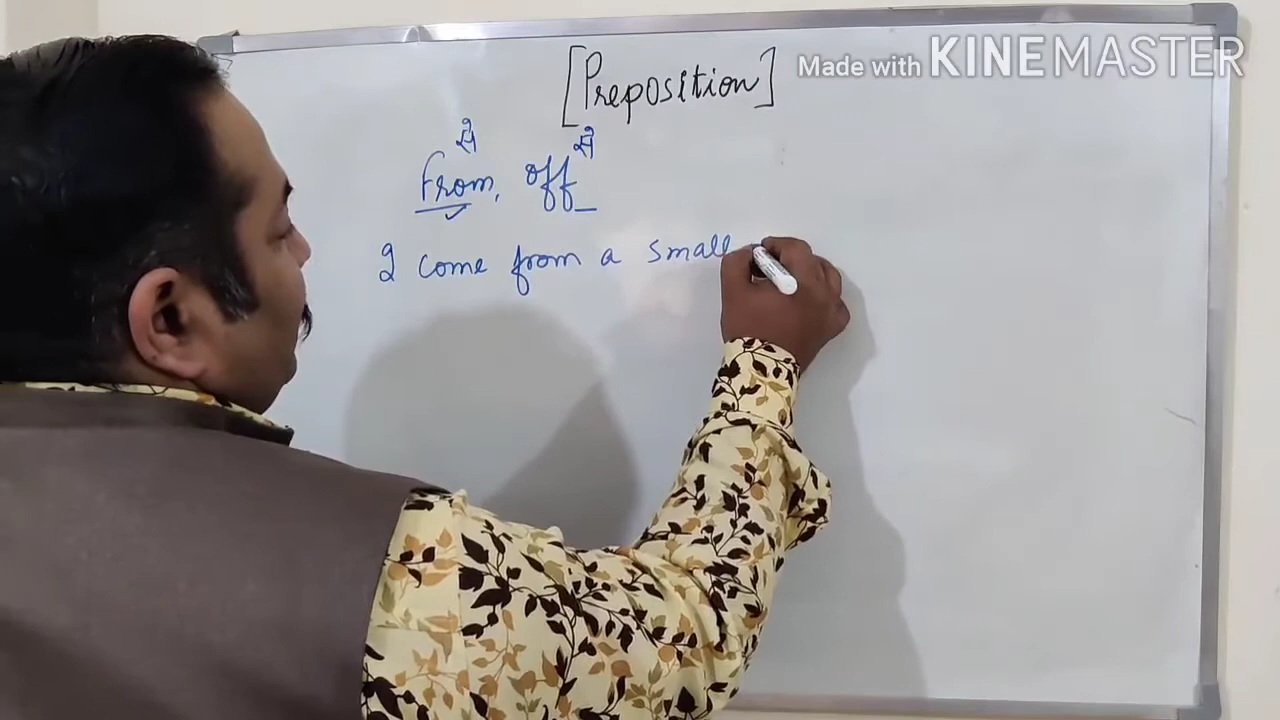 [Preposition]
Made with KINEMASTER
से से
From, off
I come from a small